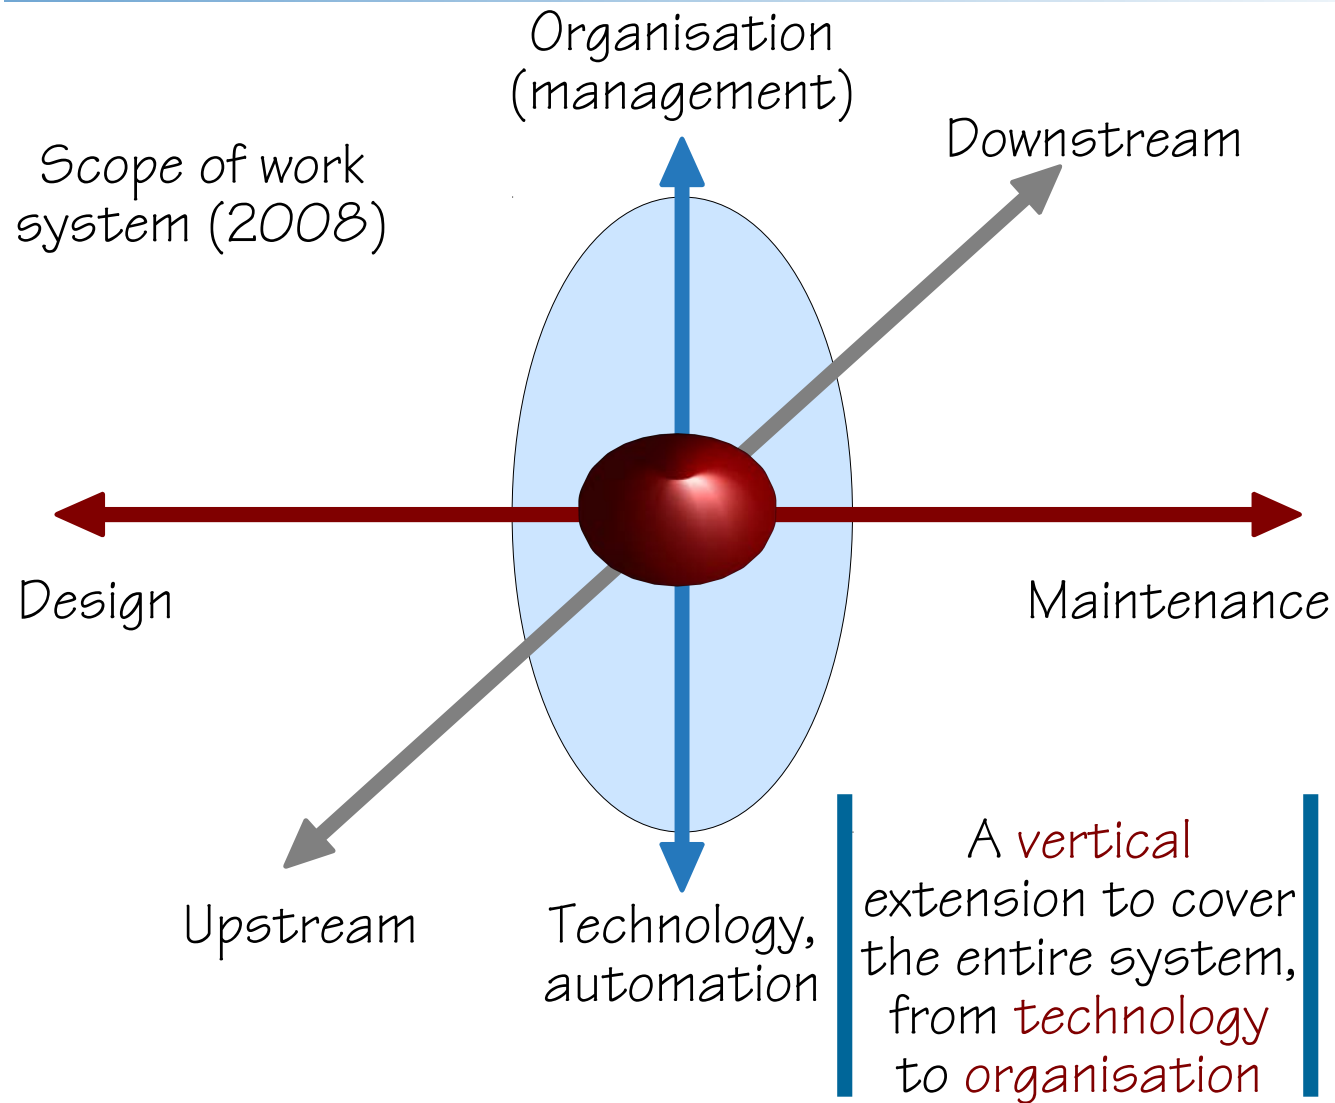 Organisation
(management)
Downstream
Scope of work
system (2008)
Design
Maintenance
Upstream
Technology,
automation
A vertical
extension to cover
the entire system,
from technology
to organisation